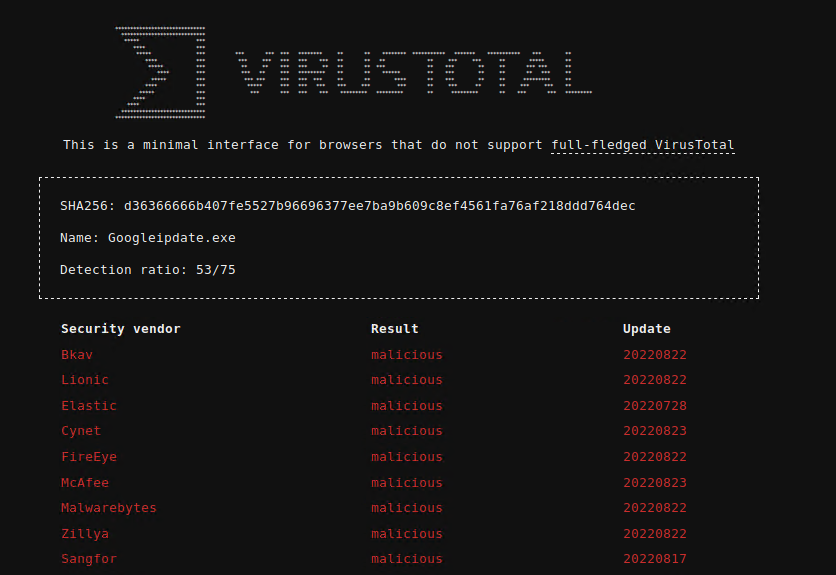 VIRUSTOTAL
This is a minimal interface for browsers that do not support full-fledged VirusTotal
SHA256: d36366666b407fe5527b96696377ee7ba9b609c8ef4561fa76af218ddd764dec
Name: Googleipdate.exe
Detection ratio: 53/75
Security vendor Result Update
Bkav malicious 20220822
Lionic malicious 20220822
Elastic malicious 20220728
Cynet malicious 20220823
FireEye malicious 20220822
McAfee malicious 20220823
Malwarebytes malicious 20220822
Zillya malicious 20220822
Sangfor malicious 20220817